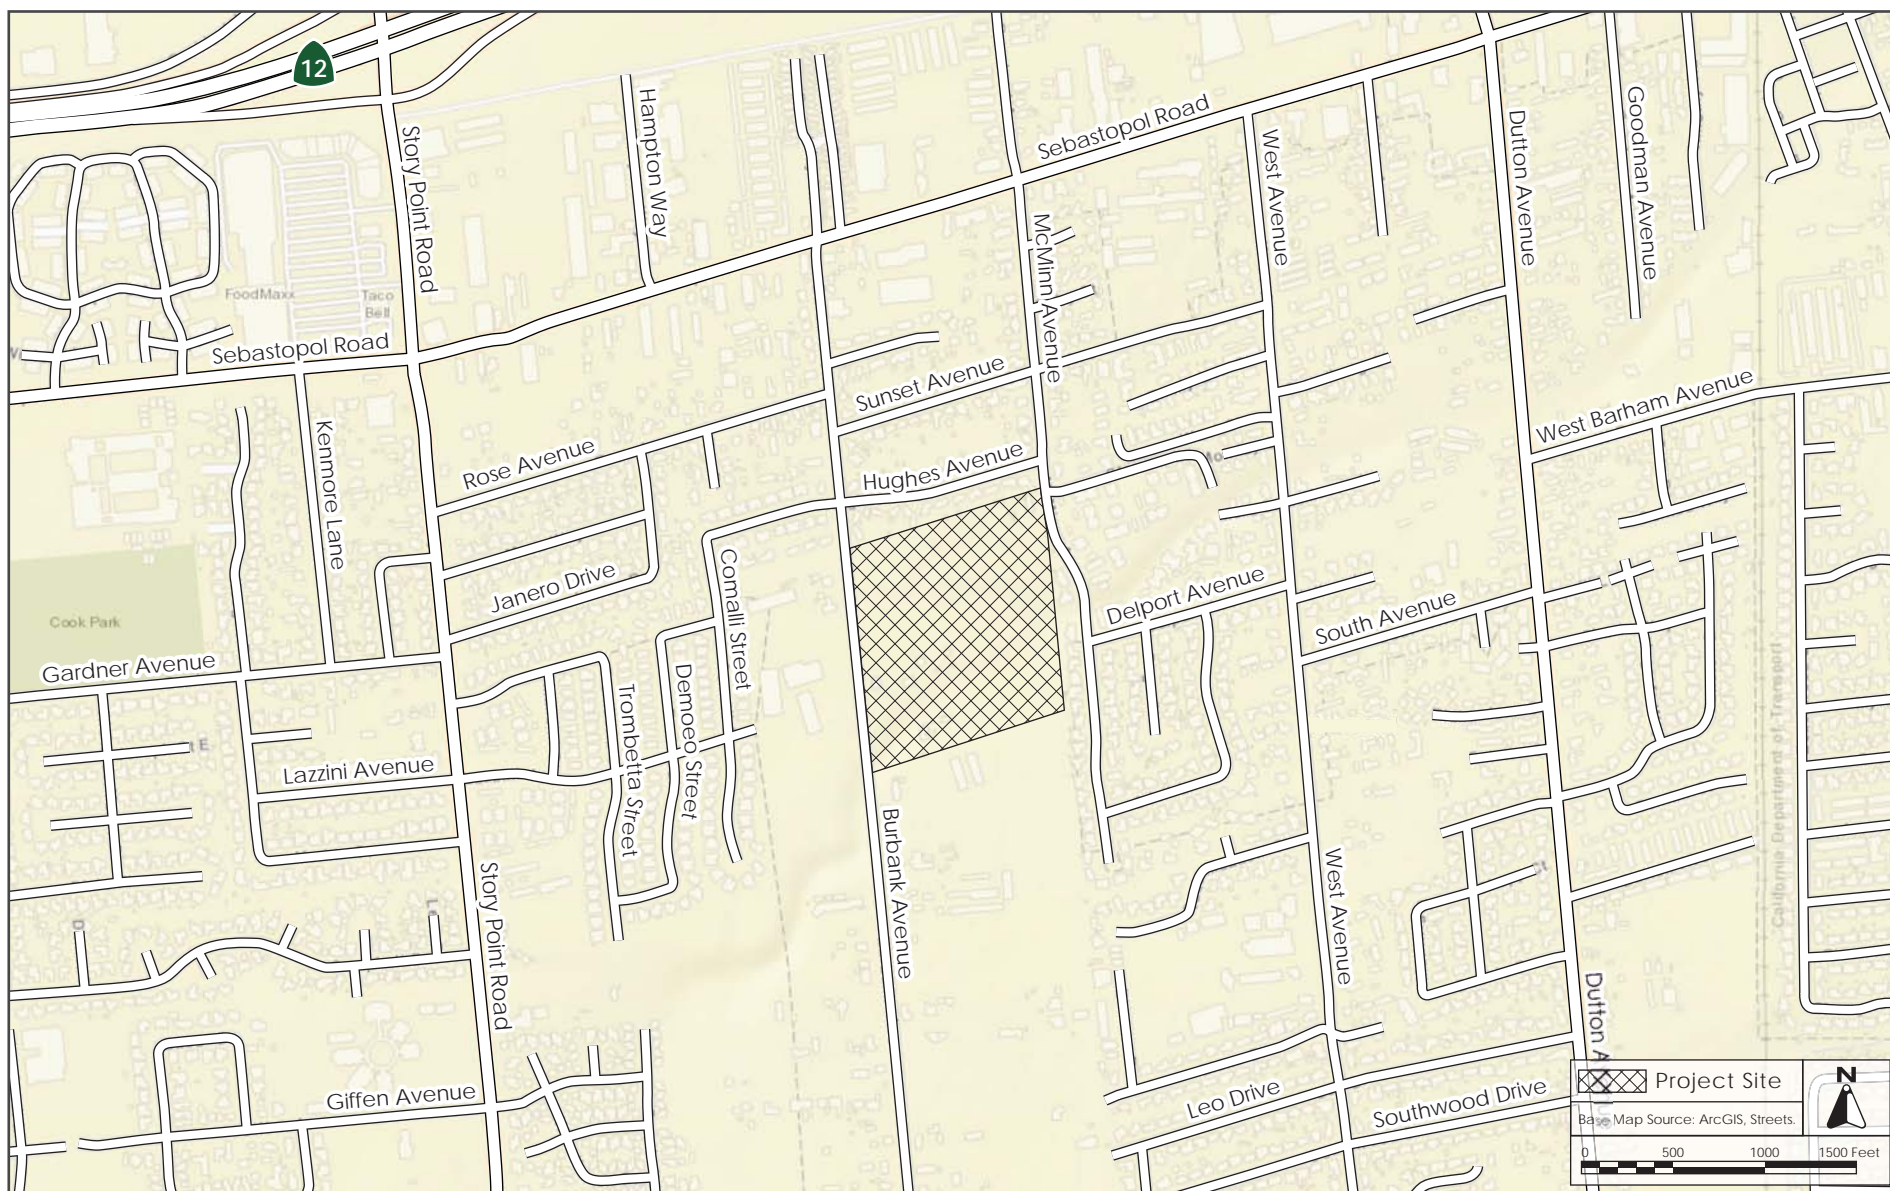 12
Story Point Road
Hampton Way
Sebastopol Road
McMinn Avenue
West Avenue
Dutton Avenue
Goodman Avenue
FoodMaxx
Taco
Bell
Sebastopol Road
Kenmore Lane
Rose Avenue
Sunset Avenue
Hughes Avenue
West Barham Avenue
Janero Drive
Comalli Street
Delport Avenue
South Avenue
Cook Park
Gardner Avenue
Trombetta Street
Demoeo Street
Lazzini Avenue
California Department of Transport
Story Point Road
Burbank Avenue
West Avenue
Giffen Avenue
Leo Drive
Southwood Drive
Project Site
N
Base Map Source: ArcGIS, Streets.
0 500 1000 1500 Feet